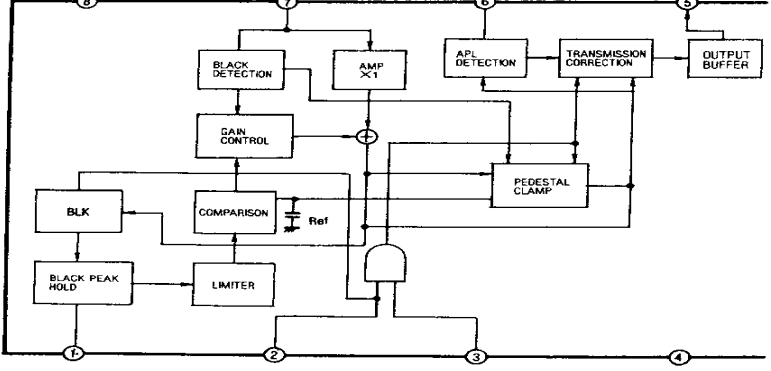 8 7 6 5
BLACK
DETECTION
AMP
×1
APL
DETECTION
TRANSMISSION
CORRECTION
OUTPUT
BUFFER
GAIN
CONTROL
PEDESTAL
CLAMP
BLK
COMPARISON
Ref
BLACK PEAK
HOLD
LIMITER
1 2 3 4